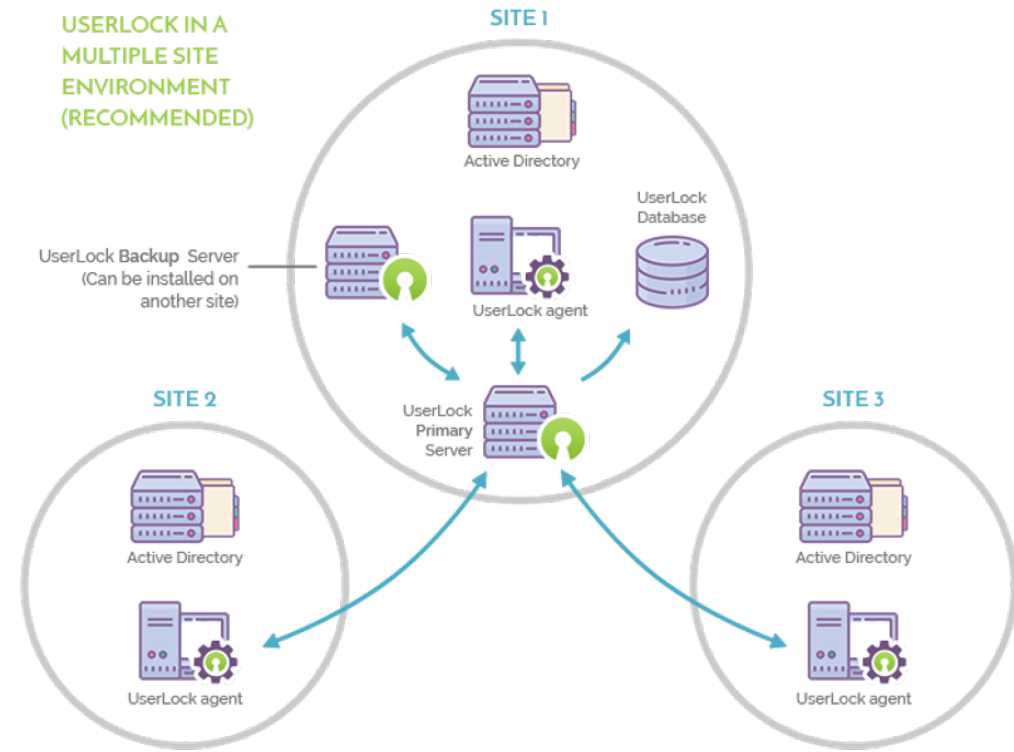 USERLOCK IN A
MULTIPLE SITE
ENVIRONMENT
(RECOMMENDED)
SITE 1
Active Directory
UserLock
Database
UserLock Backup Server
(Can be installed on
another site)
UserLock agent
UserLock
Primary
Server
SITE 2
Active Directory
UserLock agent
SITE 3
Active Directory
UserLock agent